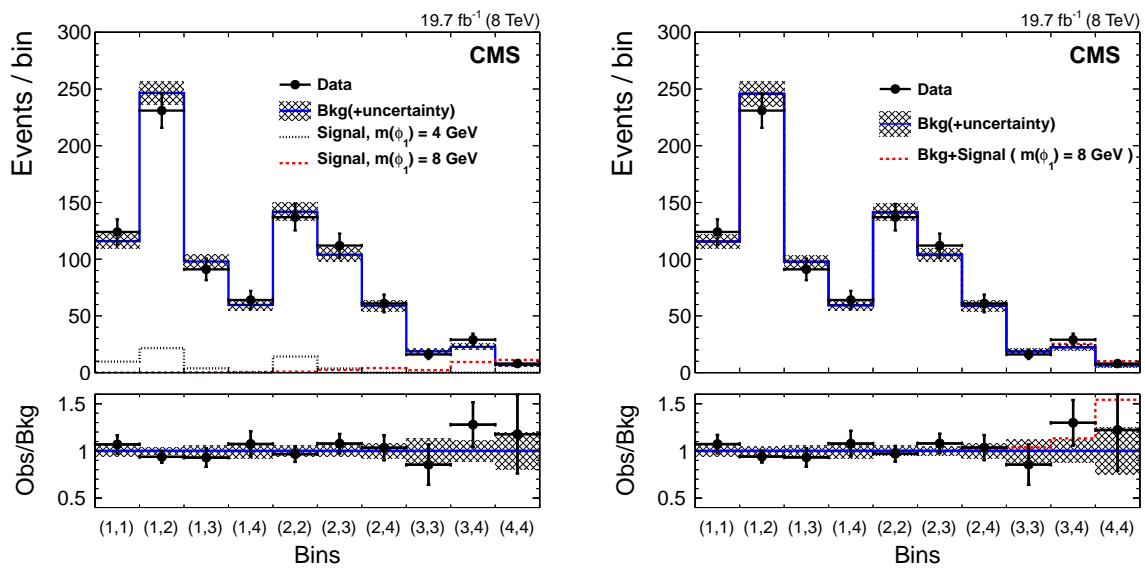 19.7 fb⁻¹ (8 TeV)
CMS
Events / bin
300
250
200
150
100
50
0
Data
Bkg(+uncertainty)
Signal, m(ϕ₁) = 4 GeV
Signal, m(ϕ₁) = 8 GeV
Obs/Bkg
1.5
1
0.5
(1,1) (1,2) (1,3) (1,4) (2,2) (2,3) (2,4) (3,3) (3,4) (4,4)
Bins
19.7 fb⁻¹ (8 TeV)
CMS
Events / bin
300
250
200
150
100
50
0
Data
Bkg(+uncertainty)
Bkg+Signal ( m(ϕ₁) = 8 GeV )
Obs/Bkg
1.5
1
0.5
(1,1) (1,2) (1,3) (1,4) (2,2) (2,3) (2,4) (3,3) (3,4) (4,4)
Bins